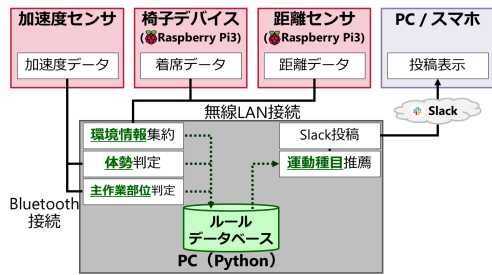 加速度センサ
加速度データ
椅子デバイス
(Raspberry Pi3)
着席データ
距離センサ
(Raspberry Pi3)
距離データ
PC / スマホ
投稿表示
Slack
無線LAN接続
環境情報集約
体勢判定
主作業部位判定
Slack投稿
運動種目推薦
Bluetooth
接続
ルール
データベース
PC（Python）